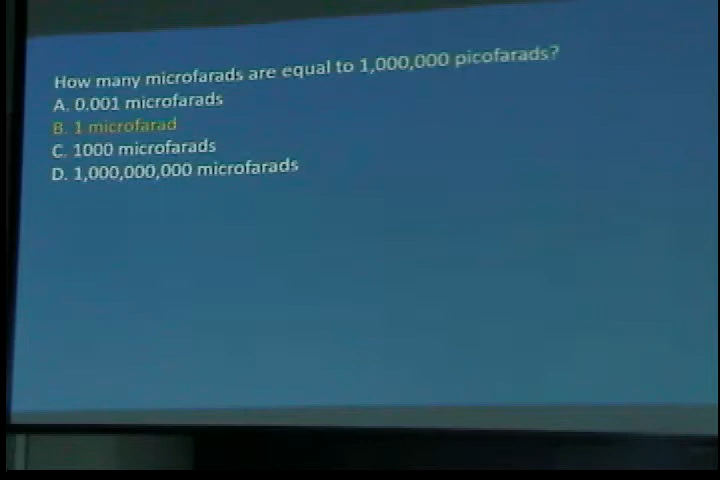 How many microfarads are equal to 1,000,000 picofarads?
A. 0.001 microfarads
B. 1 microfarad
C. 1000 microfarads
D. 1,000,000,000 microfarads